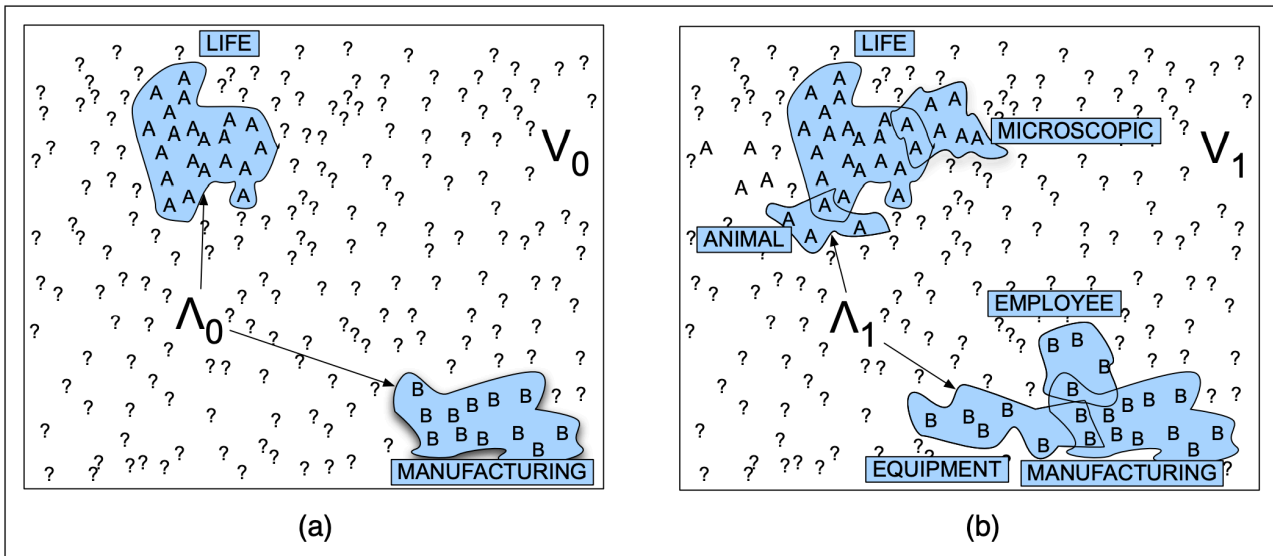 LIFE
V0
Λ0
MANUFACTURING
(a)
LIFE
MICROSCOPIC
V1
ANIMAL
EMPLOYEE
Λ1
EQUIPMENT
MANUFACTURING
(b)